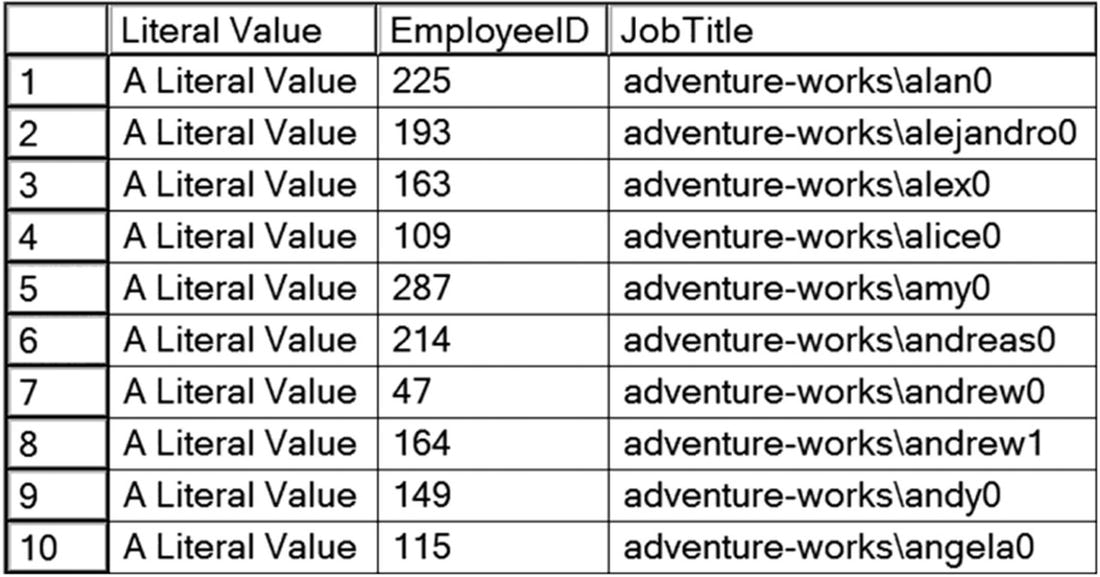 Literal Value EmployeeID JobTitle
1 A Literal Value 225 adventure-works\alan0
2 A Literal Value 193 adventure-works\alejandro0
3 A Literal Value 163 adventure-works\alex0
4 A Literal Value 109 adventure-works\alice0
5 A Literal Value 287 adventure-works\amy0
6 A Literal Value 214 adventure-works\andreas0
7 A Literal Value 47 adventure-works\andrew0
8 A Literal Value 164 adventure-works\andrew1
9 A Literal Value 149 adventure-works\andy0
10 A Literal Value 115 adventure-works\angela0